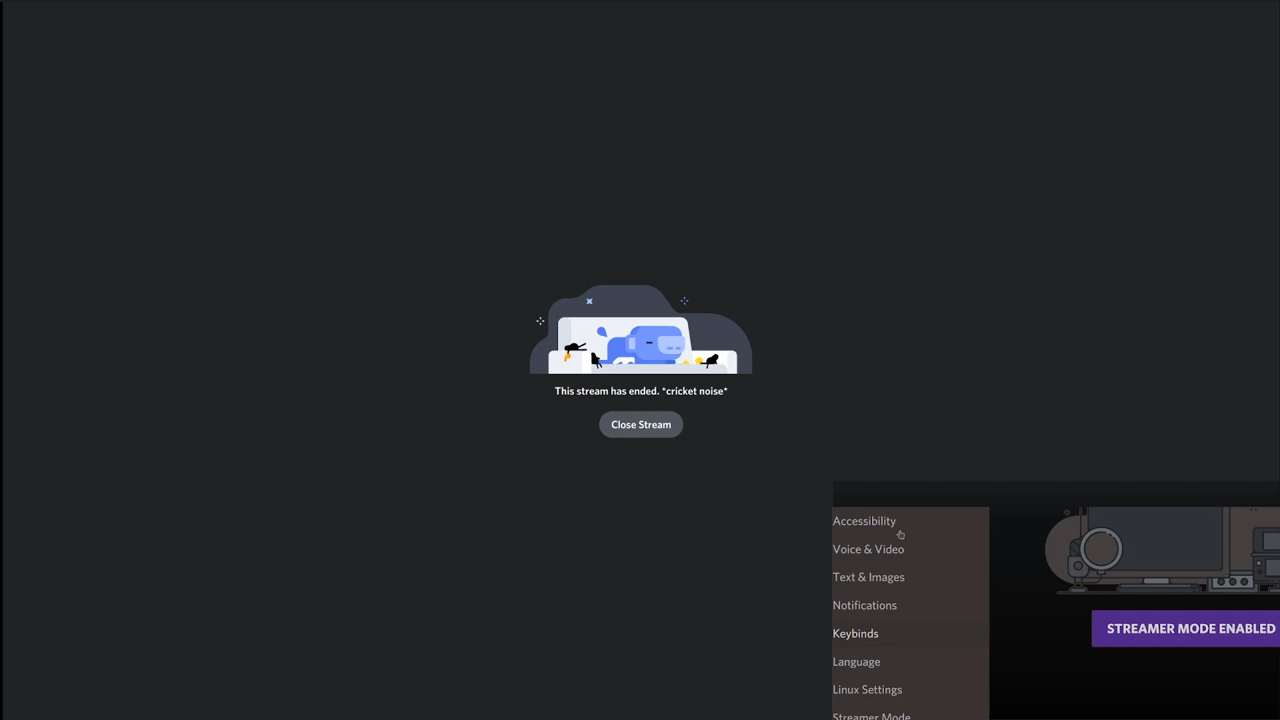 This stream has ended. *cricket noise*
Close Stream
Accessibility
Voice & Video
Text & Images
Notifications
Keybinds
Language
Linux Settings
Streamer Mode
STREAMER MODE ENABLED